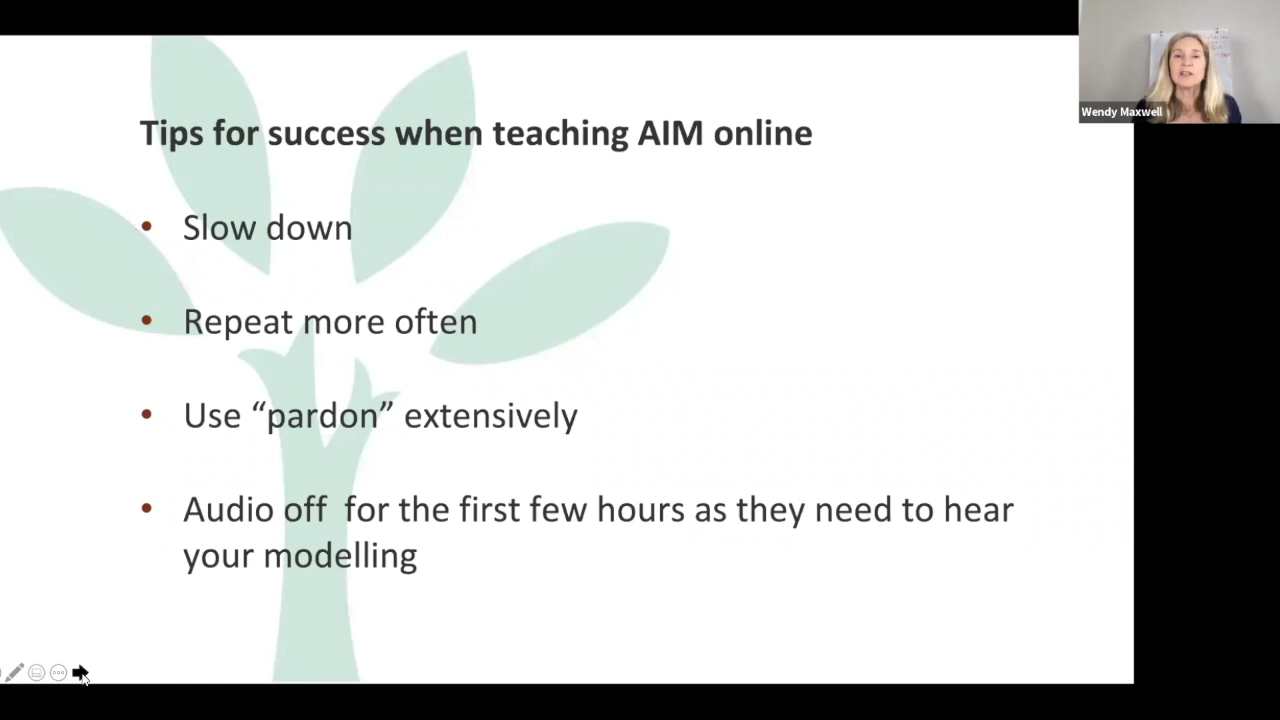 Wendy Maxwell
Tips for success when teaching AIM online
• Slow down
• Repeat more often
• Use “pardon” extensively
• Audio off  for the first few hours as they need to hear
your modelling